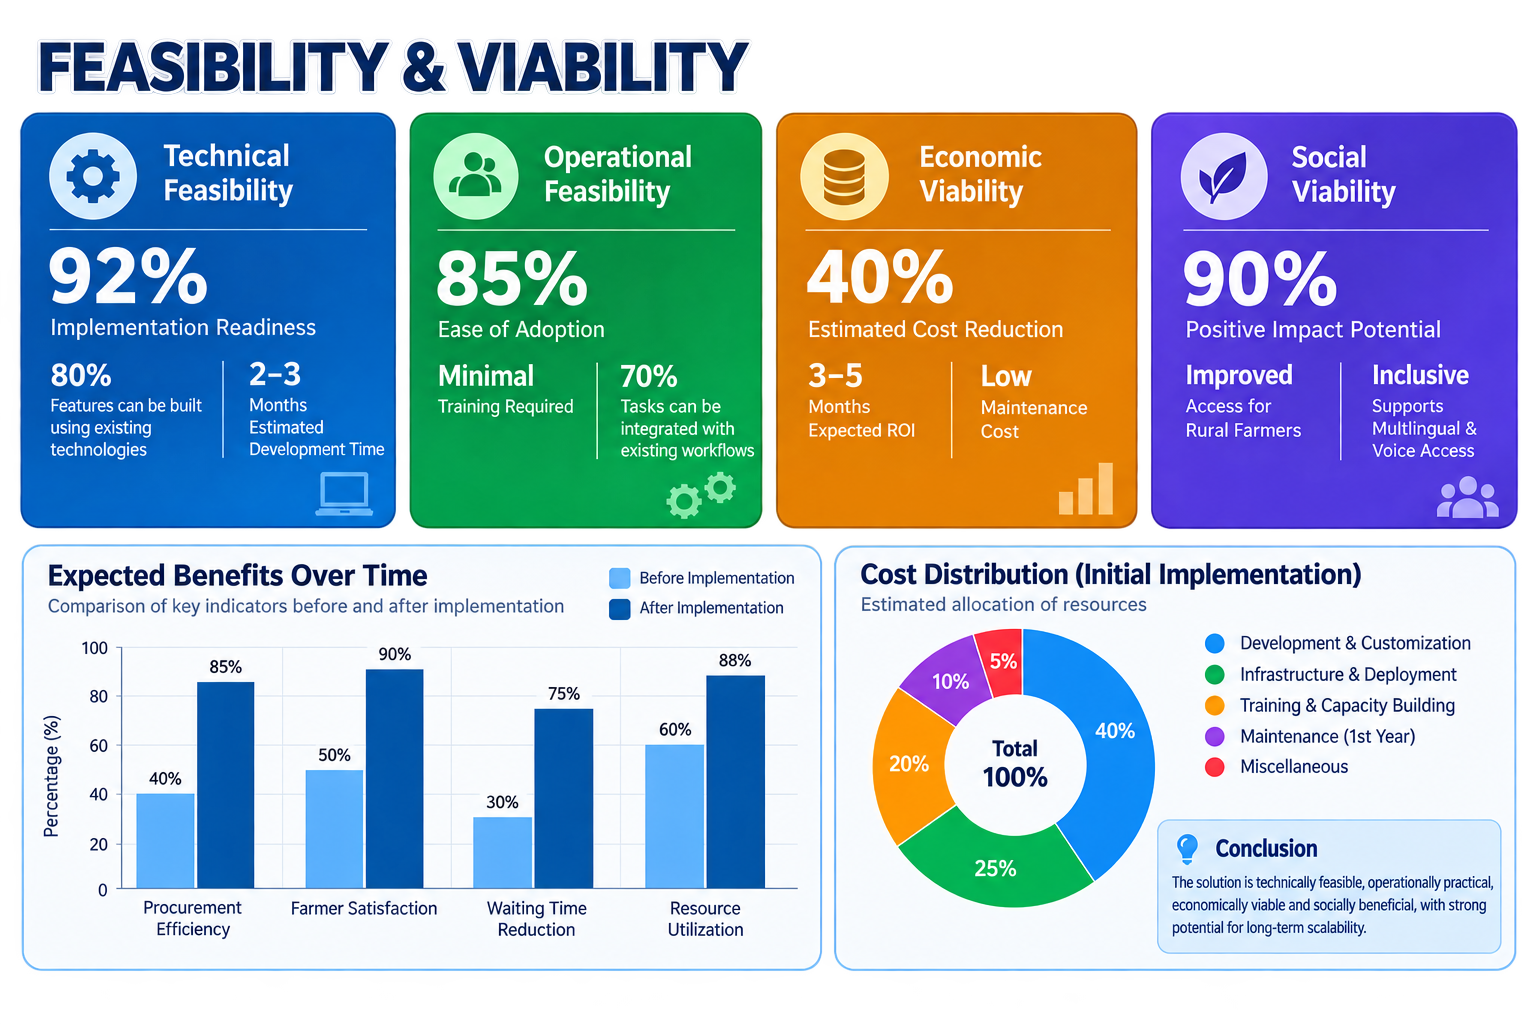 FEASIBILITY & VIABILITY
Technical
Feasibility
92%
Implementation Readiness
80%
Features can be built
using existing
technologies
2–3
Months
Estimated
Development Time
Operational
Feasibility
85%
Ease of Adoption
Minimal
Training Required
70%
Tasks can be
integrated with
existing workflows
Economic
Viability
40%
Estimated Cost Reduction
3–5
Months
Expected ROI
Low
Maintenance
Cost
Social
Viability
90%
Positive Impact Potential
Improved
Access for
Rural Farmers
Inclusive
Supports
Multilingual &
Voice Access
Expected Benefits Over Time
Comparison of key indicators before and after implementation
Before Implementation
After Implementation
Percentage (%)
100
80
60
40
20
0
40%
85%
50%
90%
30%
75%
60%
88%
Procurement
Efficiency
Farmer Satisfaction
Waiting Time
Reduction
Resource
Utilization
Cost Distribution (Initial Implementation)
Estimated allocation of resources
40%
25%
20%
10%
5%
Total
100%
Development & Customization
Infrastructure & Deployment
Training & Capacity Building
Maintenance (1st Year)
Miscellaneous
Conclusion
The solution is technically feasible, operationally practical,
economically viable and socially beneficial, with strong
potential for long-term scalability.